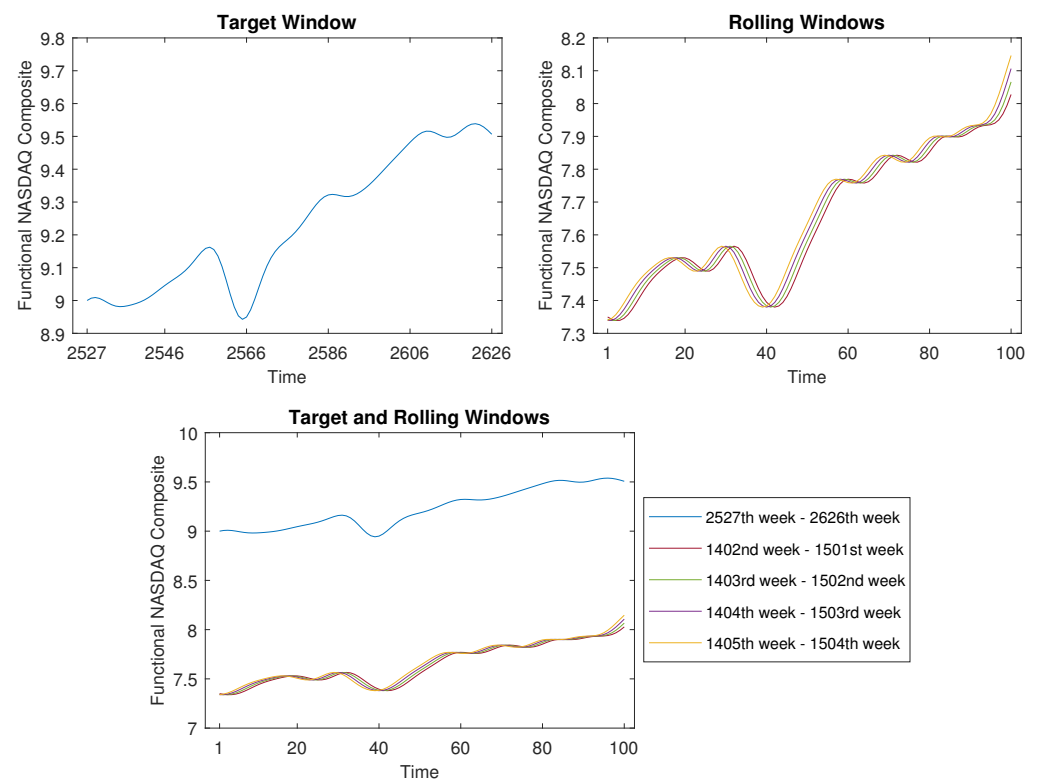 Target Window
Functional NASDAQ Composite
9.8
9.7
9.6
9.5
9.4
9.3
9.2
9.1
9
8.9
2527 2546 2566 2586 2606 2626
Time
Rolling Windows
Functional NASDAQ Composite
8.2
8.1
8
7.9
7.8
7.7
7.6
7.5
7.4
7.3
1 20 40 60 80 100
Time
Target and Rolling Windows
Functional NASDAQ Composite
10
9.5
9
8.5
8
7.5
7
1 20 40 60 80 100
Time
2527th week - 2626th week
1402nd week - 1501st week
1403rd week - 1502nd week
1404th week - 1503rd week
1405th week - 1504th week